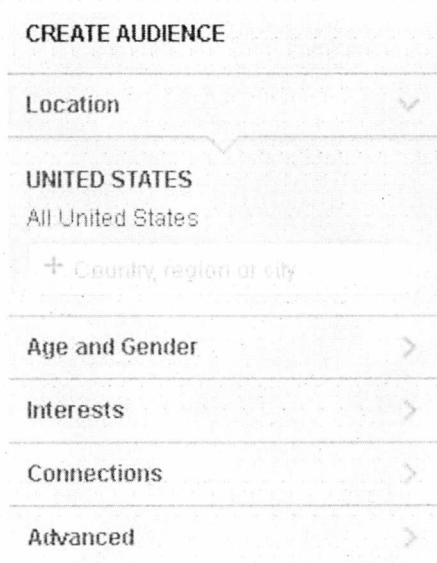 CREATE AUDIENCE
Location
UNITED STATES
All United States
+ Country, region or city
Age and Gender
Interests
Connections
Advanced